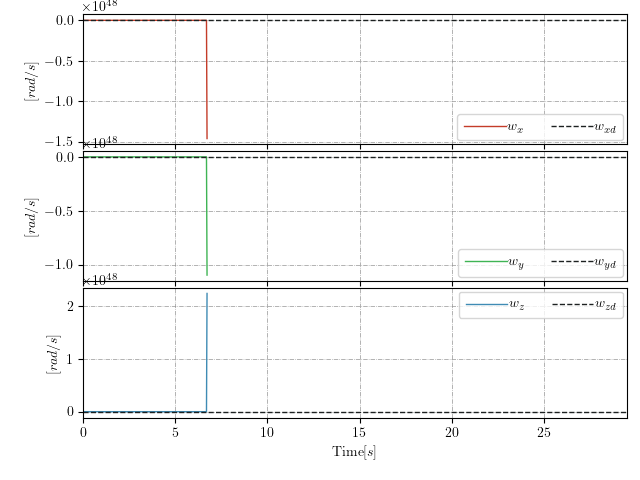 ×10^48
0.0
−0.5
−1.0
−1.5
[rad/s]
w_x
w_xd
×10^48
0.0
−0.5
−1.0
[rad/s]
w_y
w_yd
×10^48
2
1
0
[rad/s]
w_z
w_zd
0 5 10 15 20 25
Time[s]